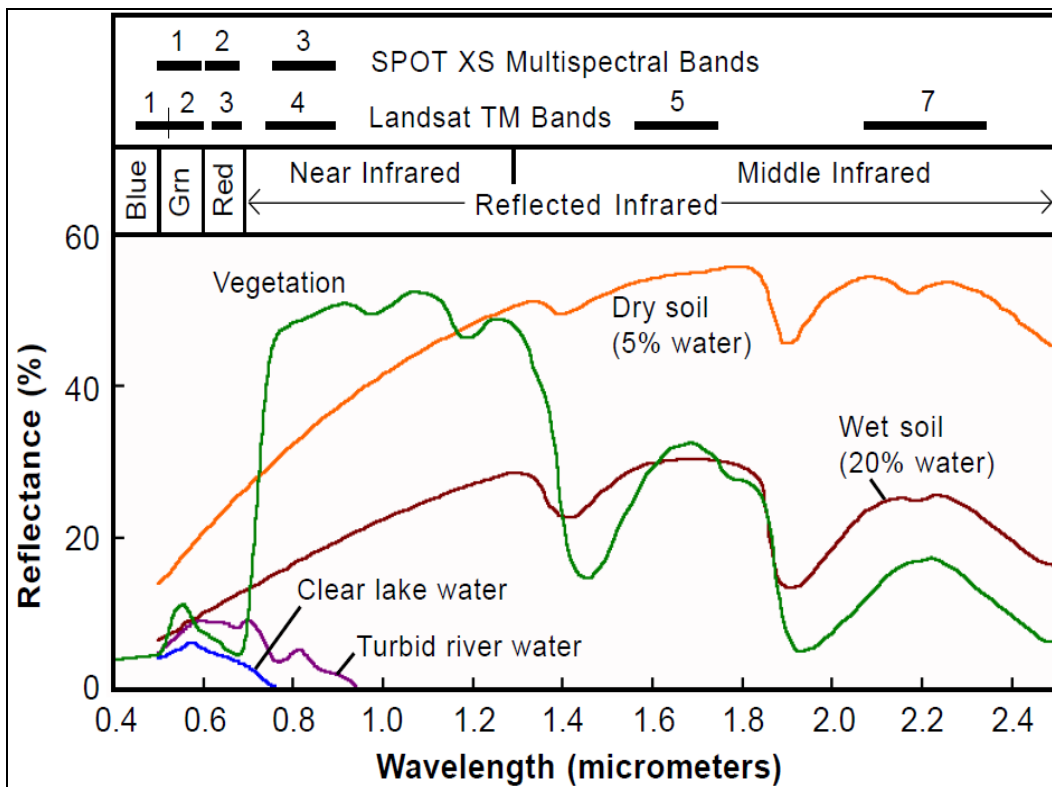 1 2 3
SPOT XS Multispectral Bands
1 2 3 4 5 7
Landsat TM Bands
Blue Grn Red Near Infrared Middle Infrared
Reflected Infrared
60
Vegetation
Dry soil
(5% water)
40
Wet soil
(20% water)
Reflectance (%)
20
Clear lake water
Turbid river water
0
0.4 0.6 0.8 1.0 1.2 1.4 1.6 1.8 2.0 2.2 2.4
Wavelength (micrometers)